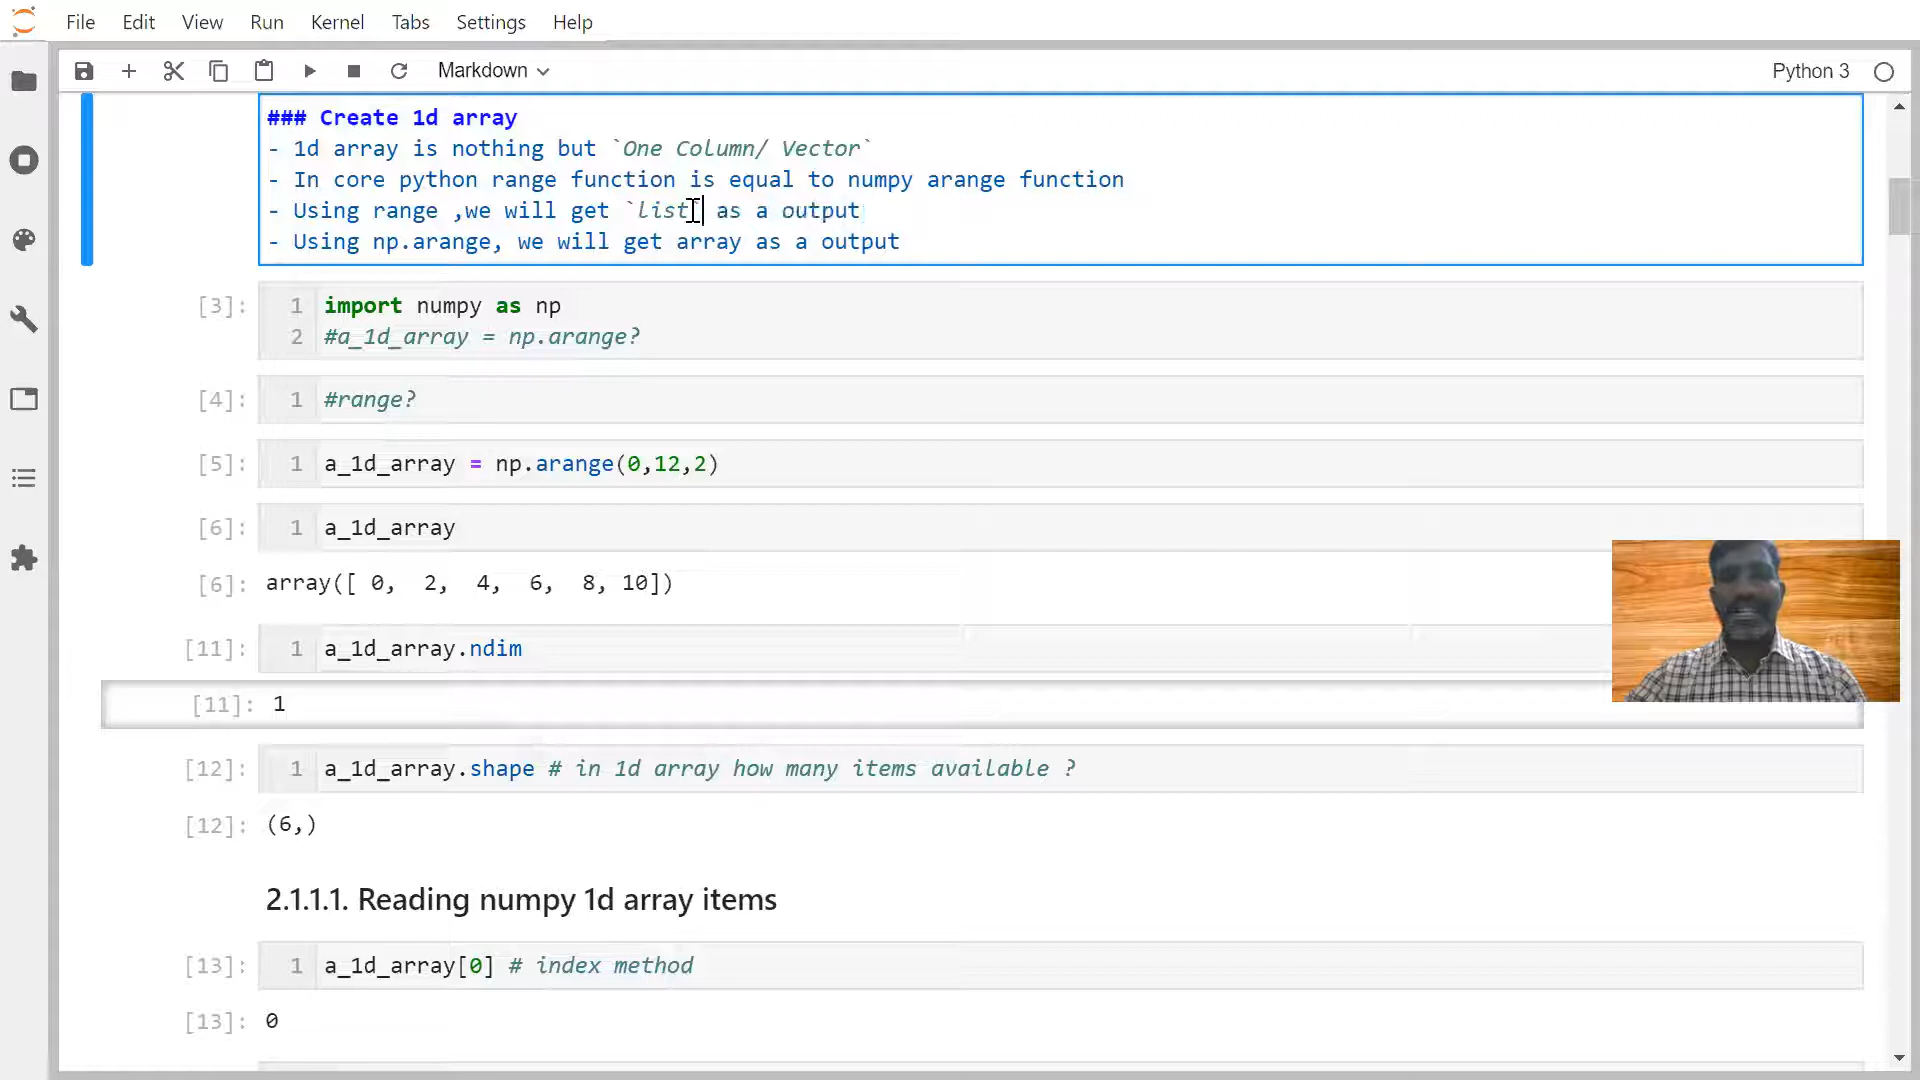 File Edit View Run Kernel Tabs Settings Help
Markdown Python 3
### Create 1d array
- 1d array is nothing but `One Column/ Vector`
- In core python range function is equal to numpy arange function
- Using range ,we will get `list` as a output
- Using np.arange, we will get array as a output
[3]: 1 import numpy as np
2 #a_1d_array = np.arange?
[4]: 1 #range?
[5]: 1 a_1d_array = np.arange(0,12,2)
[6]: 1 a_1d_array
[6]: array([ 0,  2,  4,  6,  8, 10])
[11]: 1 a_1d_array.ndim
[11]: 1
[12]: 1 a_1d_array.shape # in 1d array how many items available ?
[12]: (6,)
2.1.1.1. Reading numpy 1d array items
[13]: 1 a_1d_array[0] # index method
[13]: 0